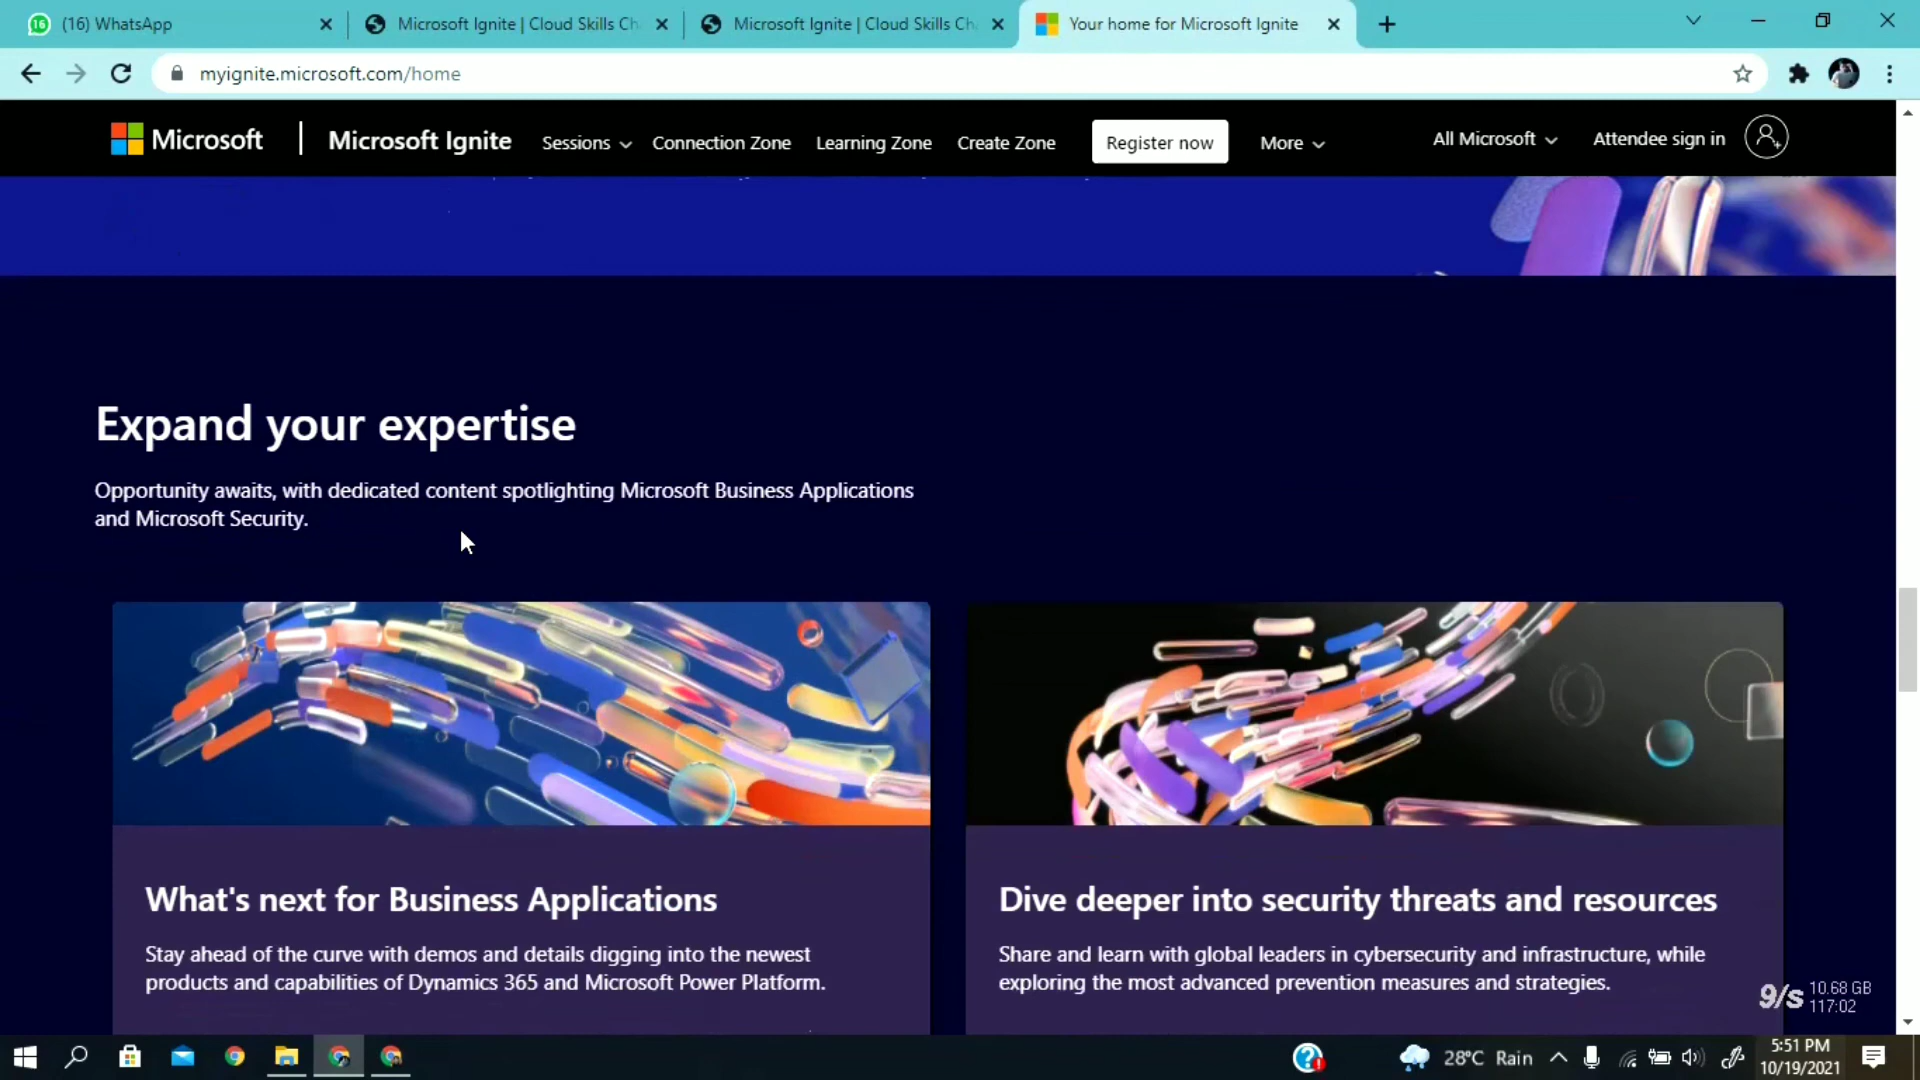 (16) WhatsApp
Microsoft Ignite | Cloud Skills Ch
Microsoft Ignite | Cloud Skills Ch
Your home for Microsoft Ignite
myignite.microsoft.com/home
Microsoft
Microsoft Ignite
Sessions
Connection Zone
Learning Zone
Create Zone
Register now
More
All Microsoft
Attendee sign in
Expand your expertise
Opportunity awaits, with dedicated content spotlighting Microsoft Business Applications
and Microsoft Security.
What's next for Business Applications
Stay ahead of the curve with demos and details digging into the newest
products and capabilities of Dynamics 365 and Microsoft Power Platform.
Dive deeper into security threats and resources
Share and learn with global leaders in cybersecurity and infrastructure, while
exploring the most advanced prevention measures and strategies.
9/s
10.68 GB
117:02
28°C Rain
5:51 PM
10/19/2021